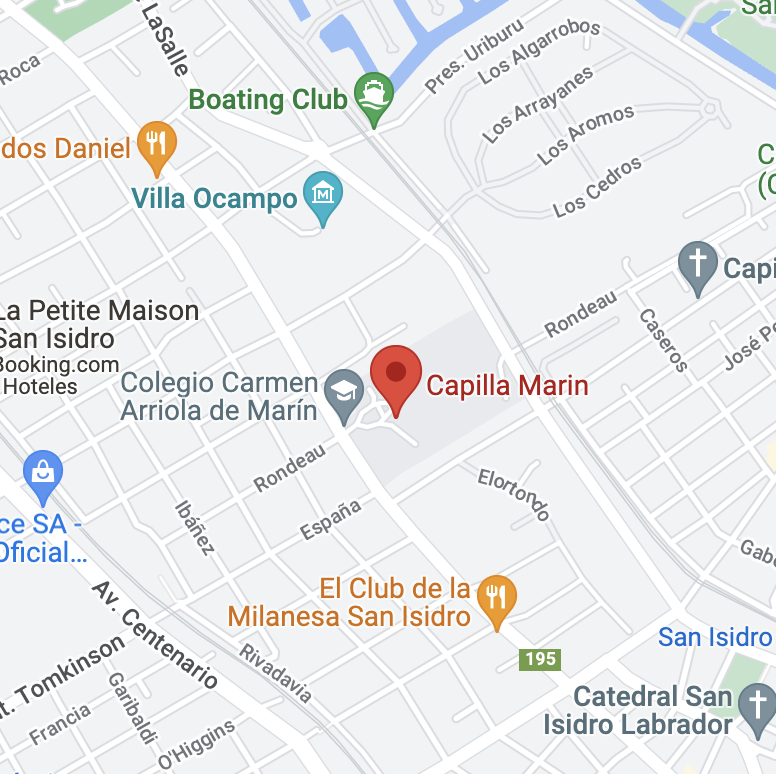 Sa
LaSalle
Roca
Pres. Uriburu
Los Algarrobos
Boating Club
Los Arrayanes
Los Aromos
dos Daniel
C
(C
Los Cedros
Villa Ocampo
Capi
La Petite Maison
San Isidro
Booking.com
Hoteles
Rondeau
Caseros
José Po
Colegio Carmen
Arriola de Marín
Capilla Marin
Rondeau
Elortondo
ce SA -
Oficial...
Ibáñez
España
Gabo
El Club de la
Milanesa San Isidro
Av. Centenario
San Isidro
195
t. Tomkinson
Rivadavia
Garibaldi
Catedral San
Isidro Labrador
Francia
O'Higgins